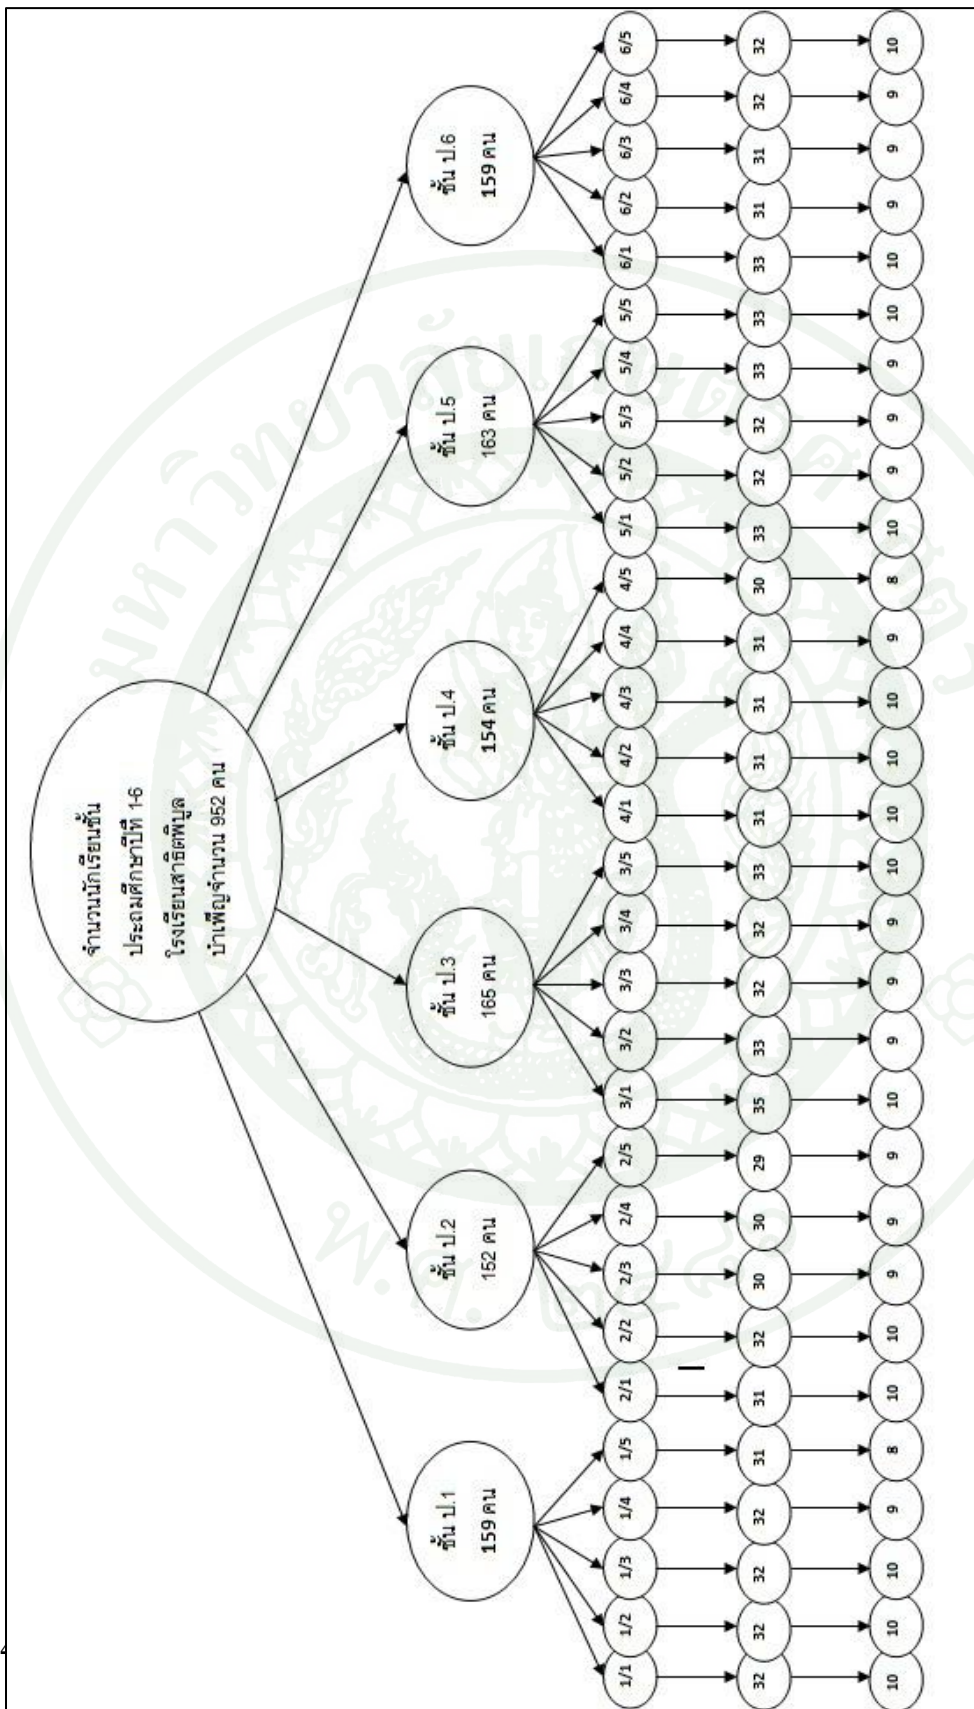 จำนวนนักเรียนชั้น
ประถมศึกษาปีที่ 1-6
โรงเรียนสาธิตพิบูล
บำเพ็ญจำนวน 952 คน
ชั้น ป.1
159 คน
ชั้น ป.2
152 คน
ชั้น ป.3
165 คน
ชั้น ป.4
154 คน
ชั้น ป.5
163 คน
ชั้น ป.6
159 คน
1/1 1/2 1/3 1/4 1/5 2/1 2/2 2/3 2/4 2/5 3/1 3/2 3/3 3/4 3/5 4/1 4/2 4/3 4/4 4/5 5/1 5/2 5/3 5/4 5/5 6/1 6/2 6/3 6/4 6/5
32 32 32 32 31 31 32 30 30 29 35 33 32 32 33 31 31 31 31 30 33 32 32 33 33 33 31 31 32 32
10 10 10 9 8 10 10 9 9 9 10 9 9 9 10 10 10 10 9 8 10 9 9 9 10 10 9 9 9 10
พ.ศ. ๒๔๘๖